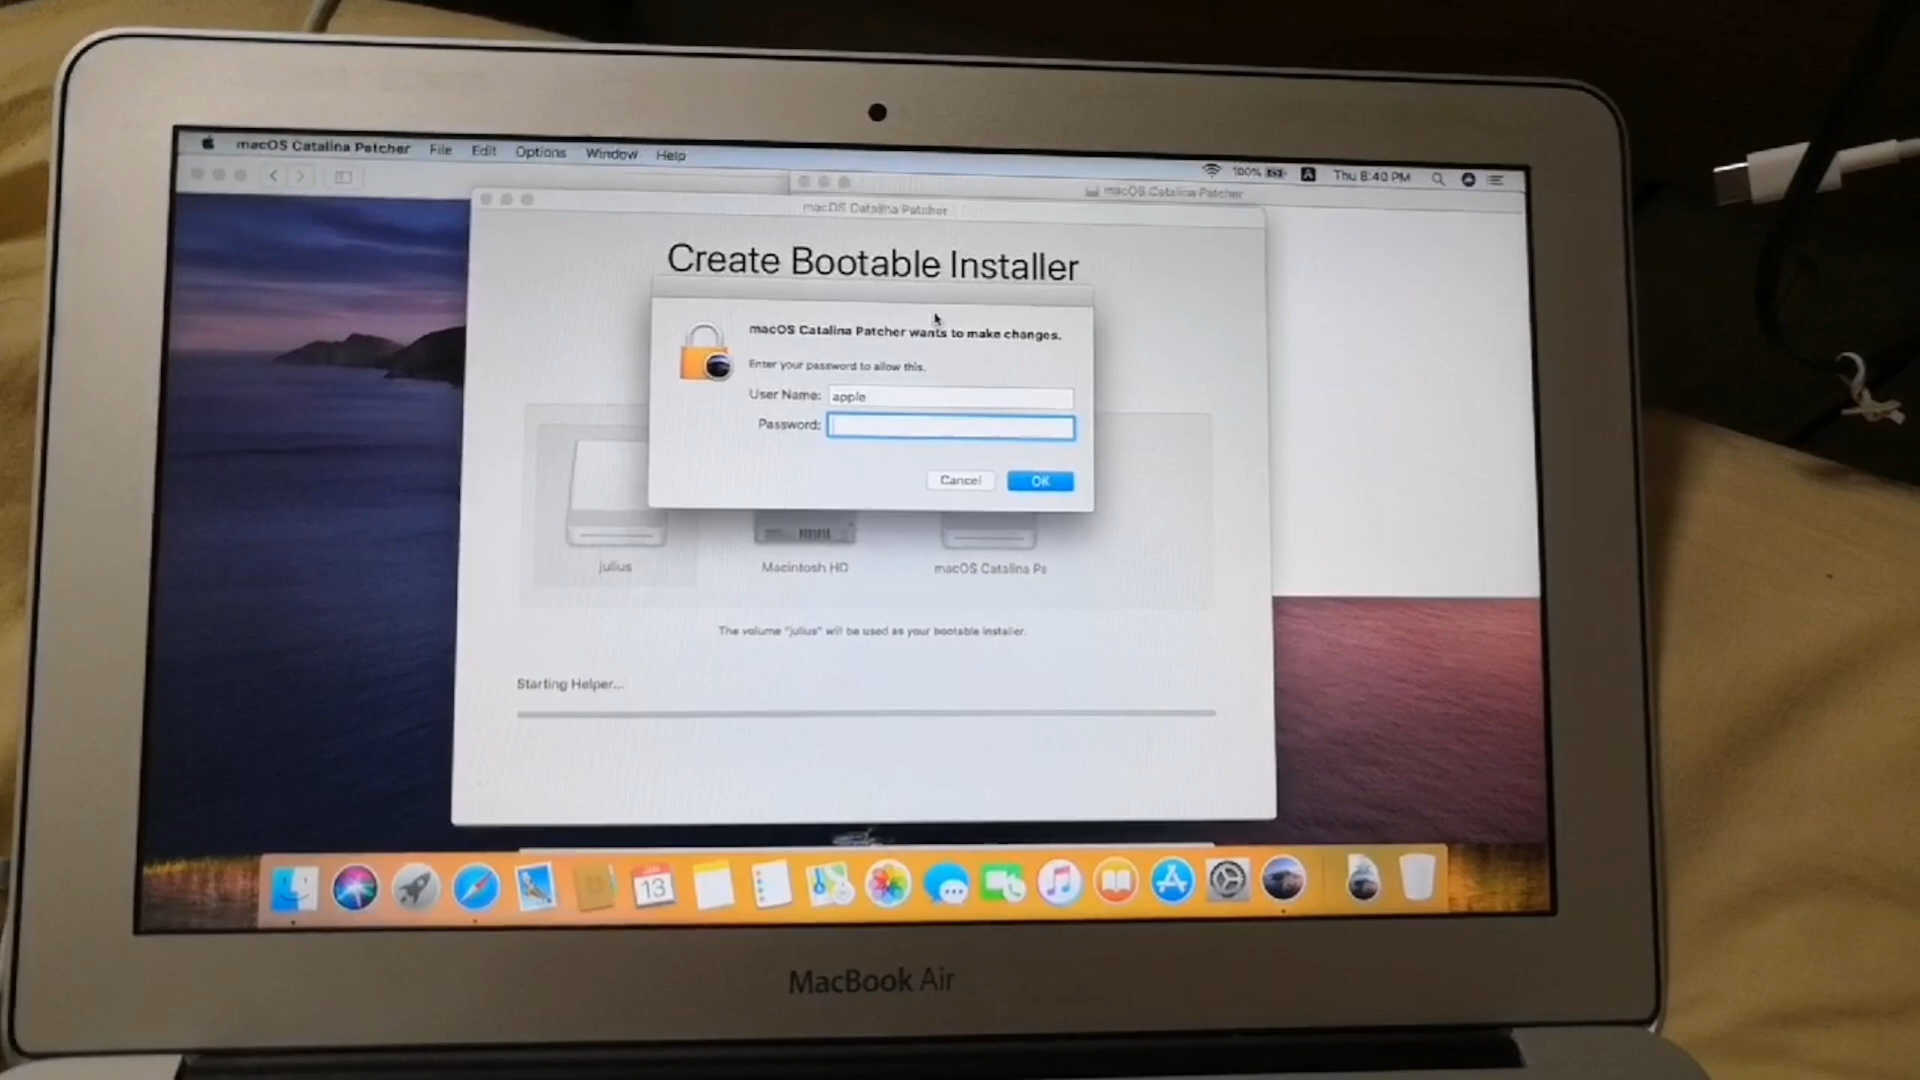 macOS Catalina Patcher File Edit Options Window Help
100% Thu 8:40 PM
macOS Catalina Patcher
macOS Catalina Patcher
Create Bootable Installer
macOS Catalina Patcher wants to make changes.
Enter your password to allow this.
User Name: apple
Password:
Cancel OK
julius Macintosh HD macOS Catalina Pa
The volume "julius" will be used as your bootable installer.
Starting Helper...
13
MacBook Air